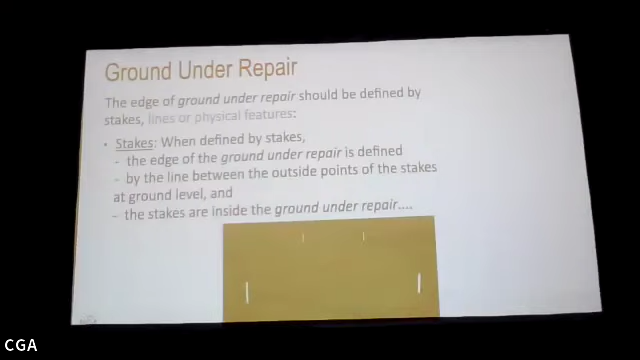 Ground Under Repair
The edge of ground under repair should be defined by
stakes, lines or physical features:
• Stakes: When defined by stakes,
- the edge of the ground under repair is defined
- by the line between the outside points of the stakes
at ground level, and
- the stakes are inside the ground under repair....
CGA